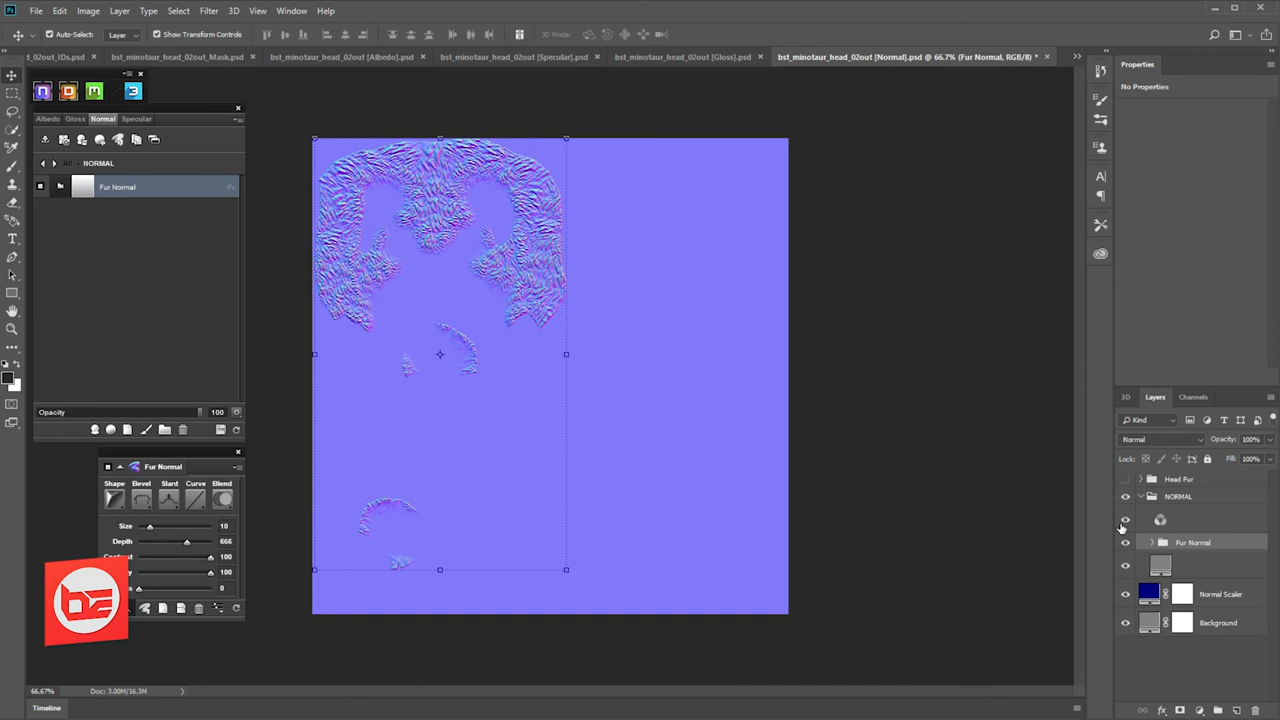 Ps File Edit Image Layer Type Select Filter 3D View Window Help
Auto-Select: Layer Show Transform Controls 3D Mode:
d_02out_IDs.psd × bst_minotaur_head_02out_Mask.psd × bst_minotaur_head_02out [Albedo].psd × bst_minotaur_head_02out [Specular].psd × bst_minotaur_head_02out [Gloss].psd × bst_minotaur_head_02out [Normal].psd @ 66.7% (Fur Normal, RGB/8) * ×
Albedo Gloss Normal Specular
All NORMAL
Fur Normal Ps
Opacity 100
Fur Normal
Shape Bevel Slant Curve Blend
Size 10
Depth 666
100
100
0
66.67% Doc: 3.00M/16.3M
Timeline
Properties
No Properties
3D Layers Channels
Kind
Normal Opacity: 100%
Lock: Fill: 100%
Head Fur
NORMAL
Fur Normal
Normal Scaler
Background